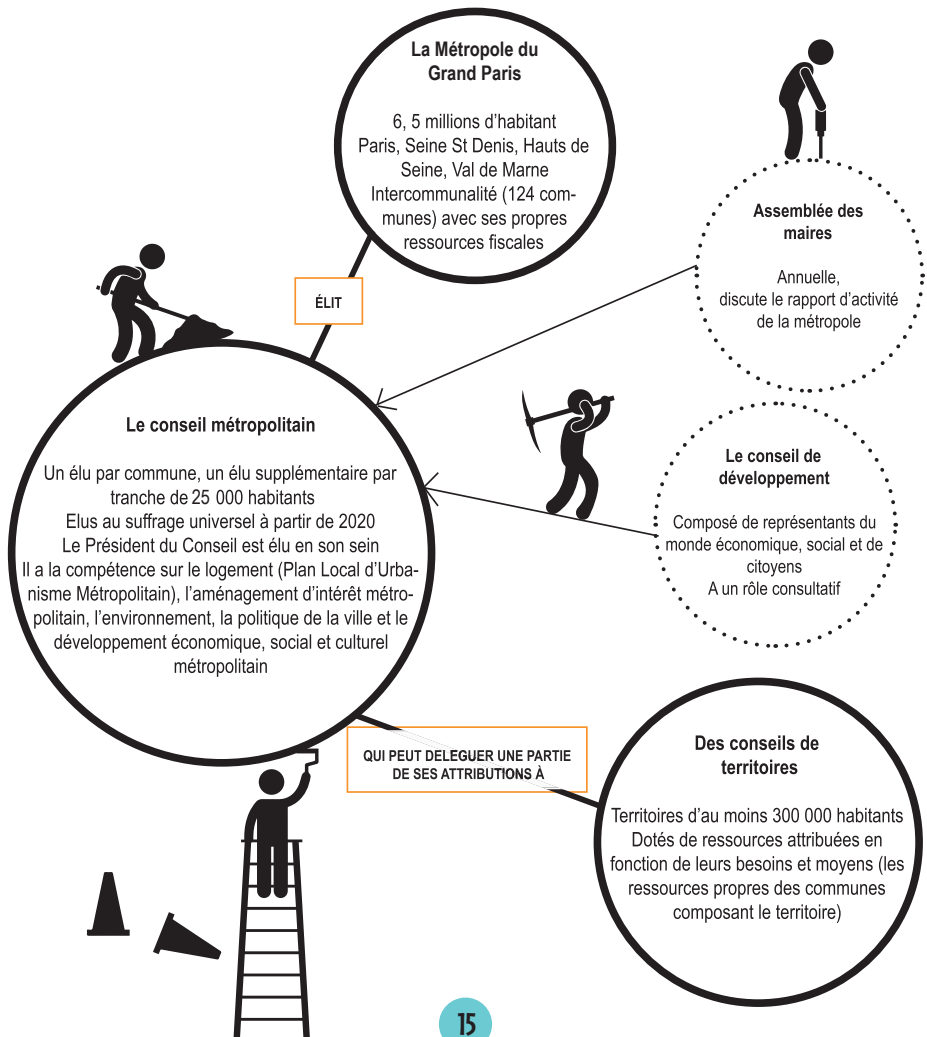 La Métropole du
Grand Paris
6, 5 millions d’habitant
Paris, Seine St Denis, Hauts de
Seine, Val de Marne
Intercommunalité (124 com-
munes) avec ses propres
ressources fiscales
ÉLIT
Assemblée des
maires
Annuelle,
discute le rapport d’activité
de la métropole
Le conseil métropolitain
Un élu par commune, un élu supplémentaire par
tranche de 25 000 habitants
Elus au suffrage universel à partir de 2020
Le Président du Conseil est élu en son sein
Il a la compétence sur le logement (Plan Local d’Urba-
nisme Métropolitain), l’aménagement d’intérêt métro-
politain, l’environnement, la politique de la ville et le
développement économique, social et culturel
métropolitain
Le conseil de
développement
Composé de représentants du
monde économique, social et de
citoyens
A un rôle consultatif
QUI PEUT DELEGUER UNE PARTIE
DE SES ATTRIBUTIONS À
Des conseils de
territoires
Territoires d’au moins 300 000 habitants
Dotés de ressources attribuées en
fonction de leurs besoins et moyens (les
ressources propres des communes
composant le territoire)
15